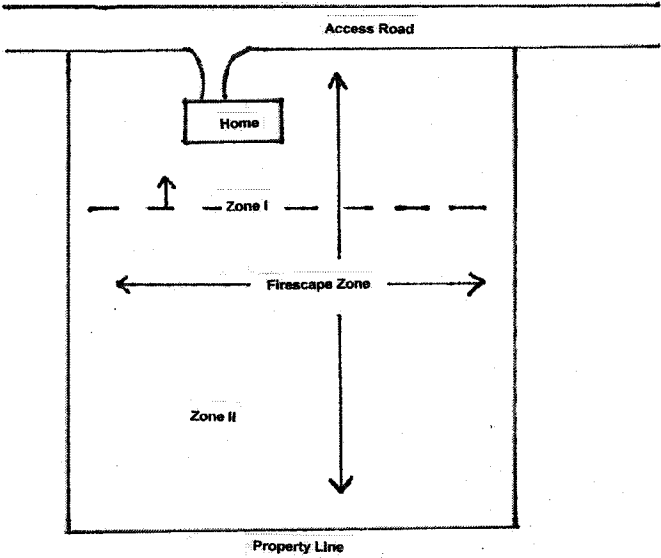 Access Road
Home
Zone I
Firescape Zone
Zone II
Property Line